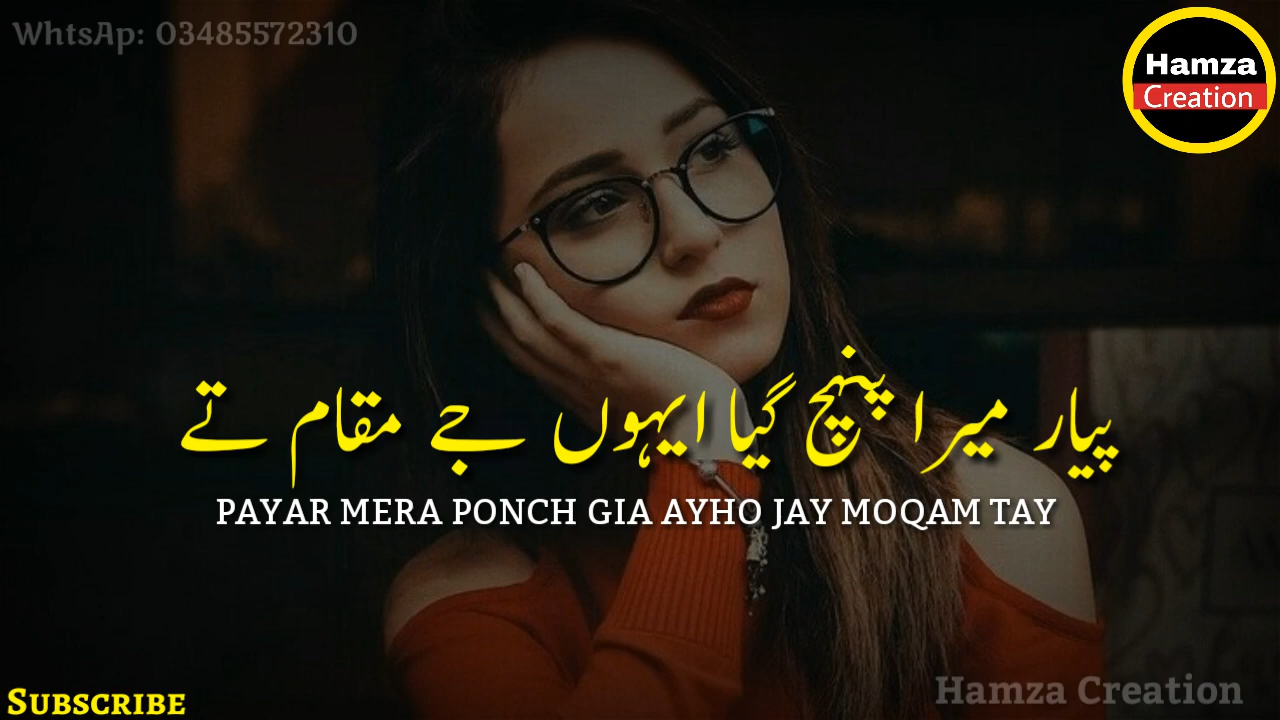 WhtsAp: 03485572310
Hamza
Creation
پیار میرا پہنچ گیا ایہوں جے مقام تے
PAYAR MERA PONCH GIA AYHO JAY MOQAM TAY
Hamza Creation
SUBSCRIBE